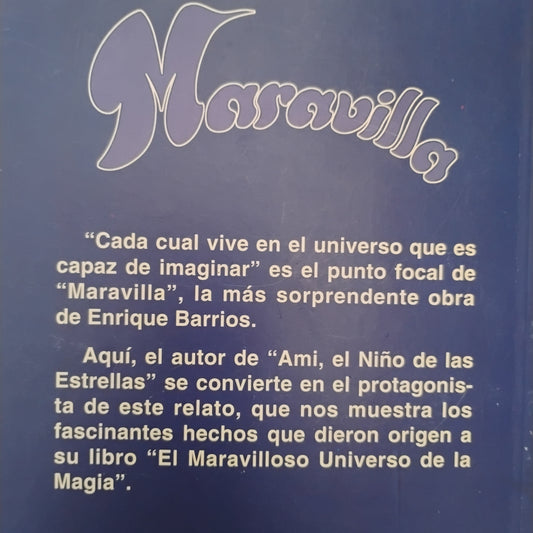 Maravilla
“Cada cual vive en el universo que es
capaz de imaginar” es el punto focal de
“Maravilla”, la más sorprendente obra
de Enrique Barrios.
Aquí, el autor de “Ami, el Niño de las
Estrellas” se convierte en el protagonis-
ta de este relato, que nos muestra los
fascinantes hechos que dieron origen a
su libro “El Maravilloso Universo de la
Magia”.